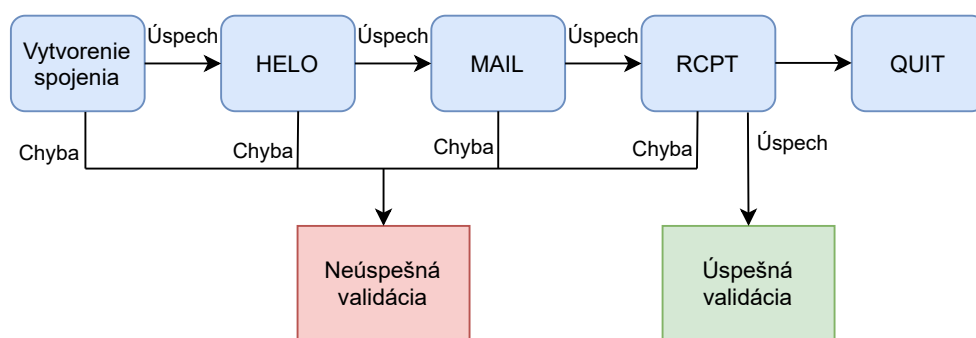 Úspech
Úspech
Úspech
Vytvorenie
spojenia
HELO
MAIL
RCPT
QUIT
Chyba
Chyba
Chyba
Chyba
Úspech
Neúspešná
validácia
Úspešná
validácia